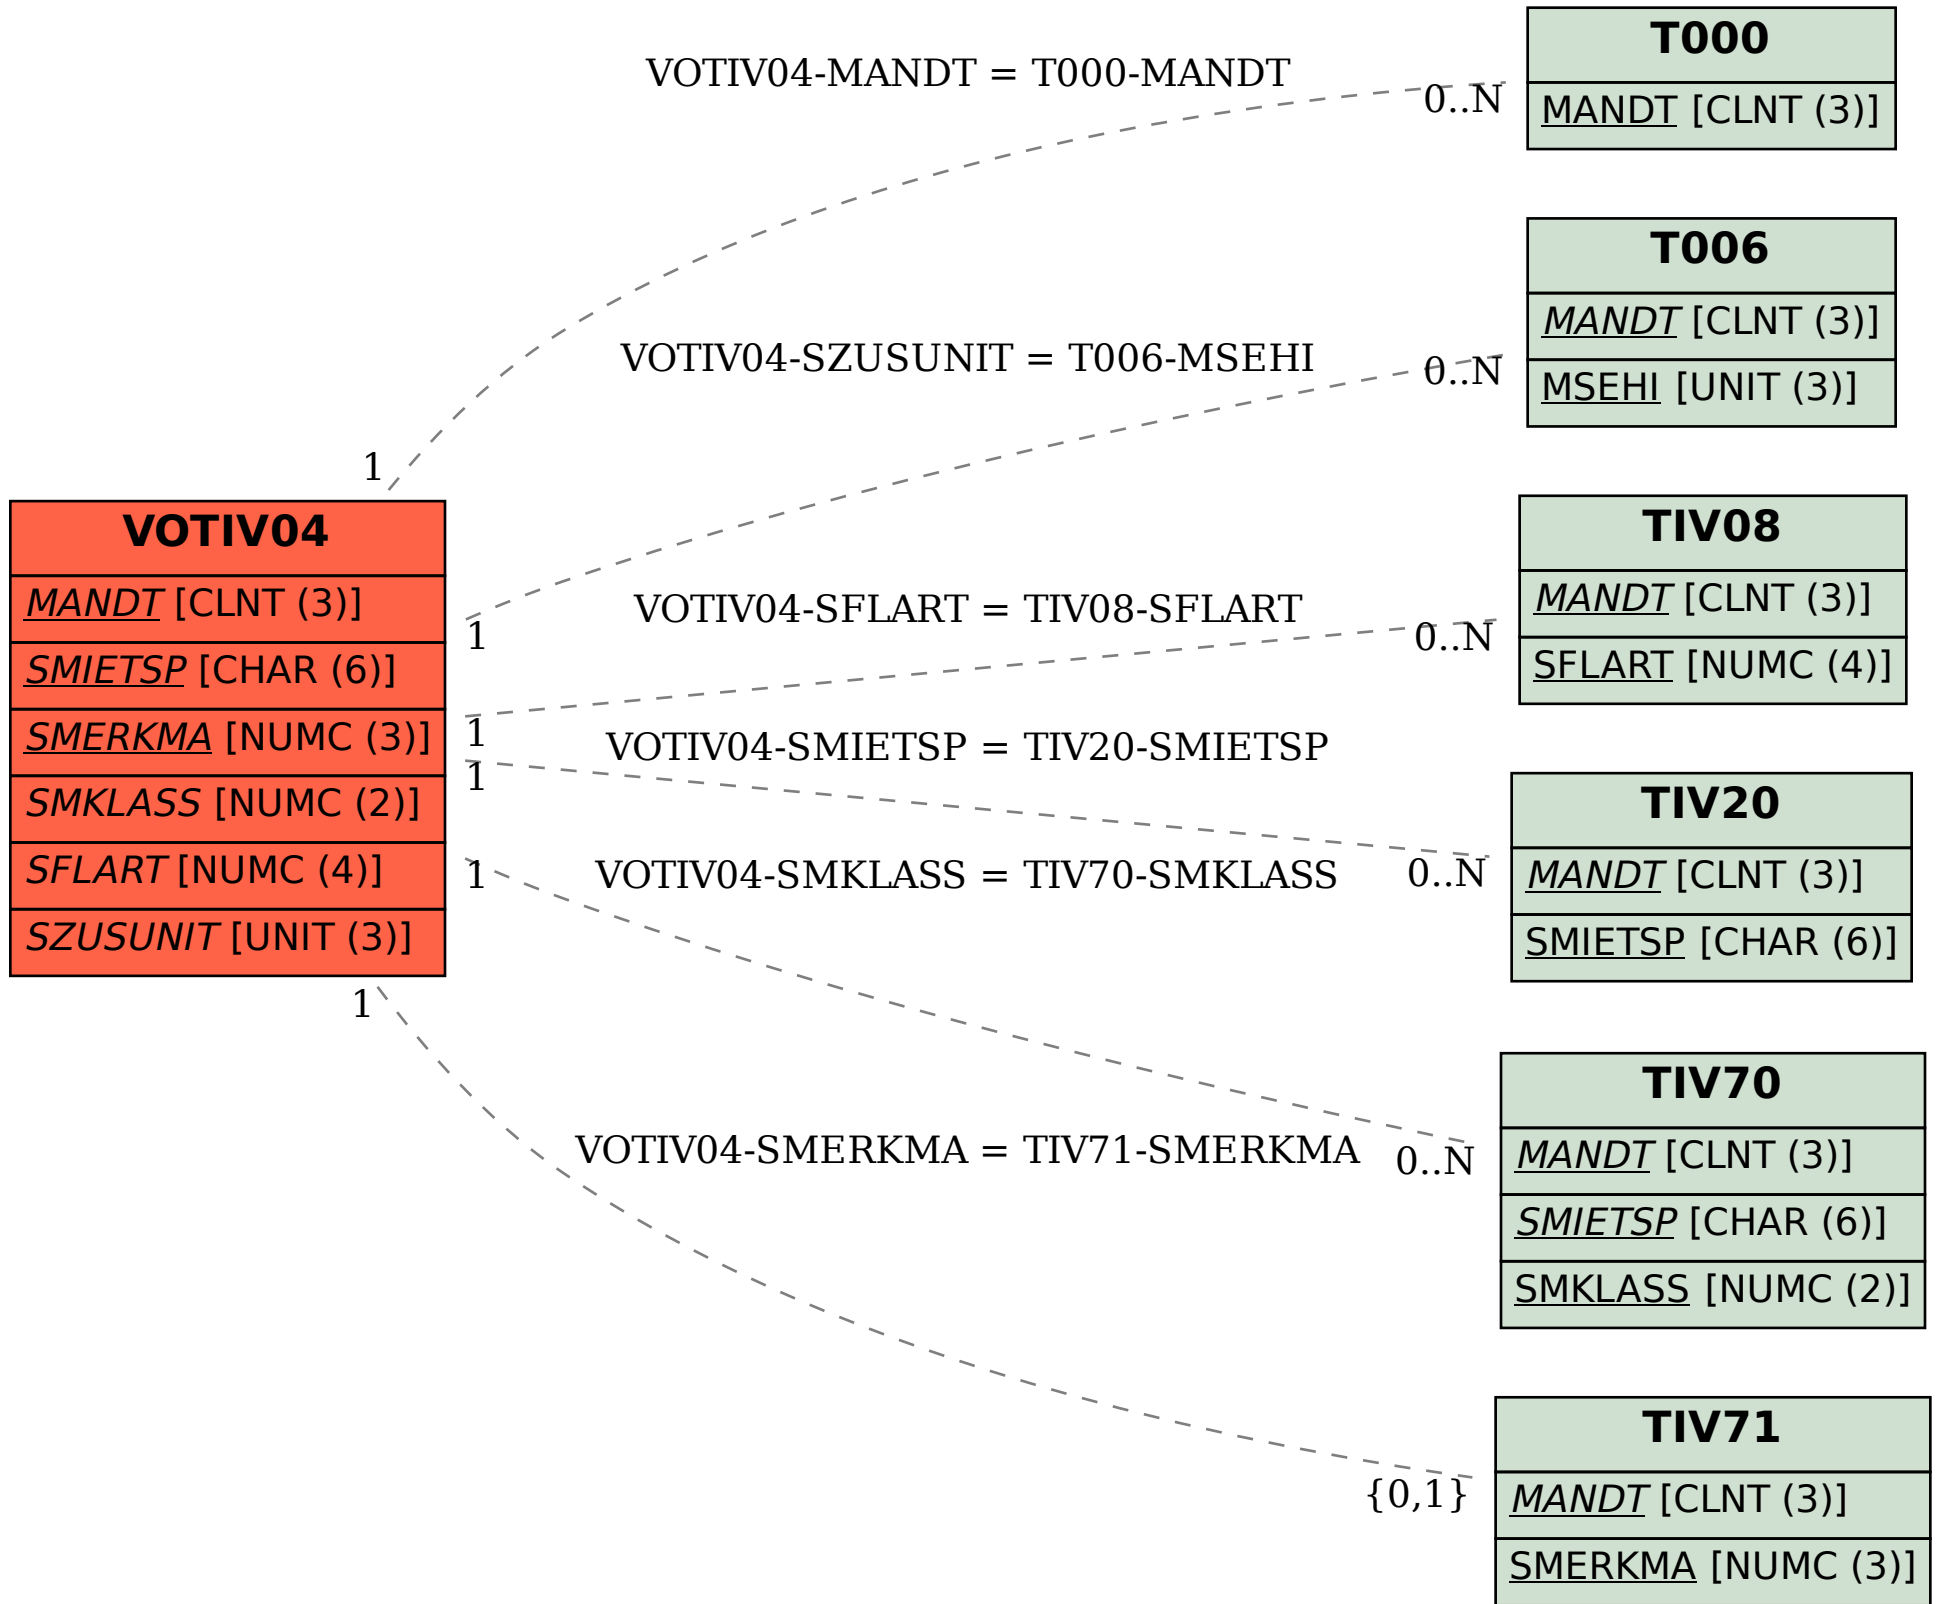 VOTIV04
MANDT [CLNT (3)]
SMIETSP [CHAR (6)]
SMERKMA [NUMC (3)]
SMKLASS [NUMC (2)]
SFLART [NUMC (4)]
SZUSUNIT [UNIT (3)]
VOTIV04-MANDT = T000-MANDT
0..N
1
VOTIV04-SZUSUNIT = T006-MSEHI
0..N
1
VOTIV04-SFLART = TIV08-SFLART
0..N
1
VOTIV04-SMIETSP = TIV20-SMIETSP
0..N
1
VOTIV04-SMKLASS = TIV70-SMKLASS
0..N
1
VOTIV04-SMERKMA = TIV71-SMERKMA
{0,1}
1
T000
MANDT [CLNT (3)]
T006
MANDT [CLNT (3)]
MSEHI [UNIT (3)]
TIV08
MANDT [CLNT (3)]
SFLART [NUMC (4)]
TIV20
MANDT [CLNT (3)]
SMIETSP [CHAR (6)]
TIV70
MANDT [CLNT (3)]
SMIETSP [CHAR (6)]
SMKLASS [NUMC (2)]
TIV71
MANDT [CLNT (3)]
SMERKMA [NUMC (3)]